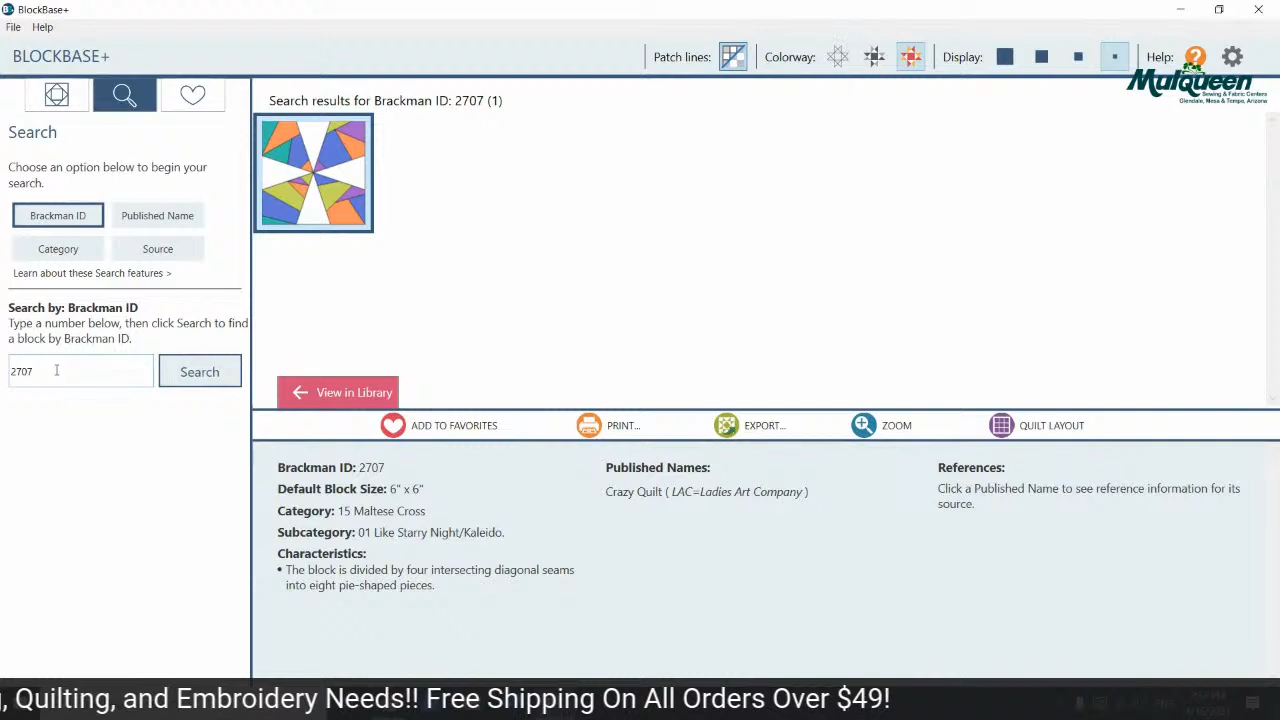 BlockBase+
File Help
BLOCKBASE+
Patch lines: Colorway: Display: Help:
Mulqueen
Sewing & Fabric Centers
Glendale, Mesa & Tempe, Arizona
Search
Choose an option below to begin your
search.
Brackman ID Published Name
Category Source
Learn about these Search features >
Search by: Brackman ID
Type a number below, then click Search to find
a block by Brackman ID.
2707 Search
Search results for Brackman ID: 2707 (1)
View in Library
ADD TO FAVORITES PRINT... EXPORT... ZOOM QUILT LAYOUT
Brackman ID: 2707
Default Block Size: 6" x 6"
Category: 15 Maltese Cross
Subcategory: 01 Like Starry Night/Kaleido.
Characteristics:
• The block is divided by four intersecting diagonal seams
into eight pie-shaped pieces.
Published Names:
Crazy Quilt ( LAC=Ladies Art Company )
References:
Click a Published Name to see reference information for its
source.
, Quilting, and Embroidery Needs!! Free Shipping On All Orders Over $49!